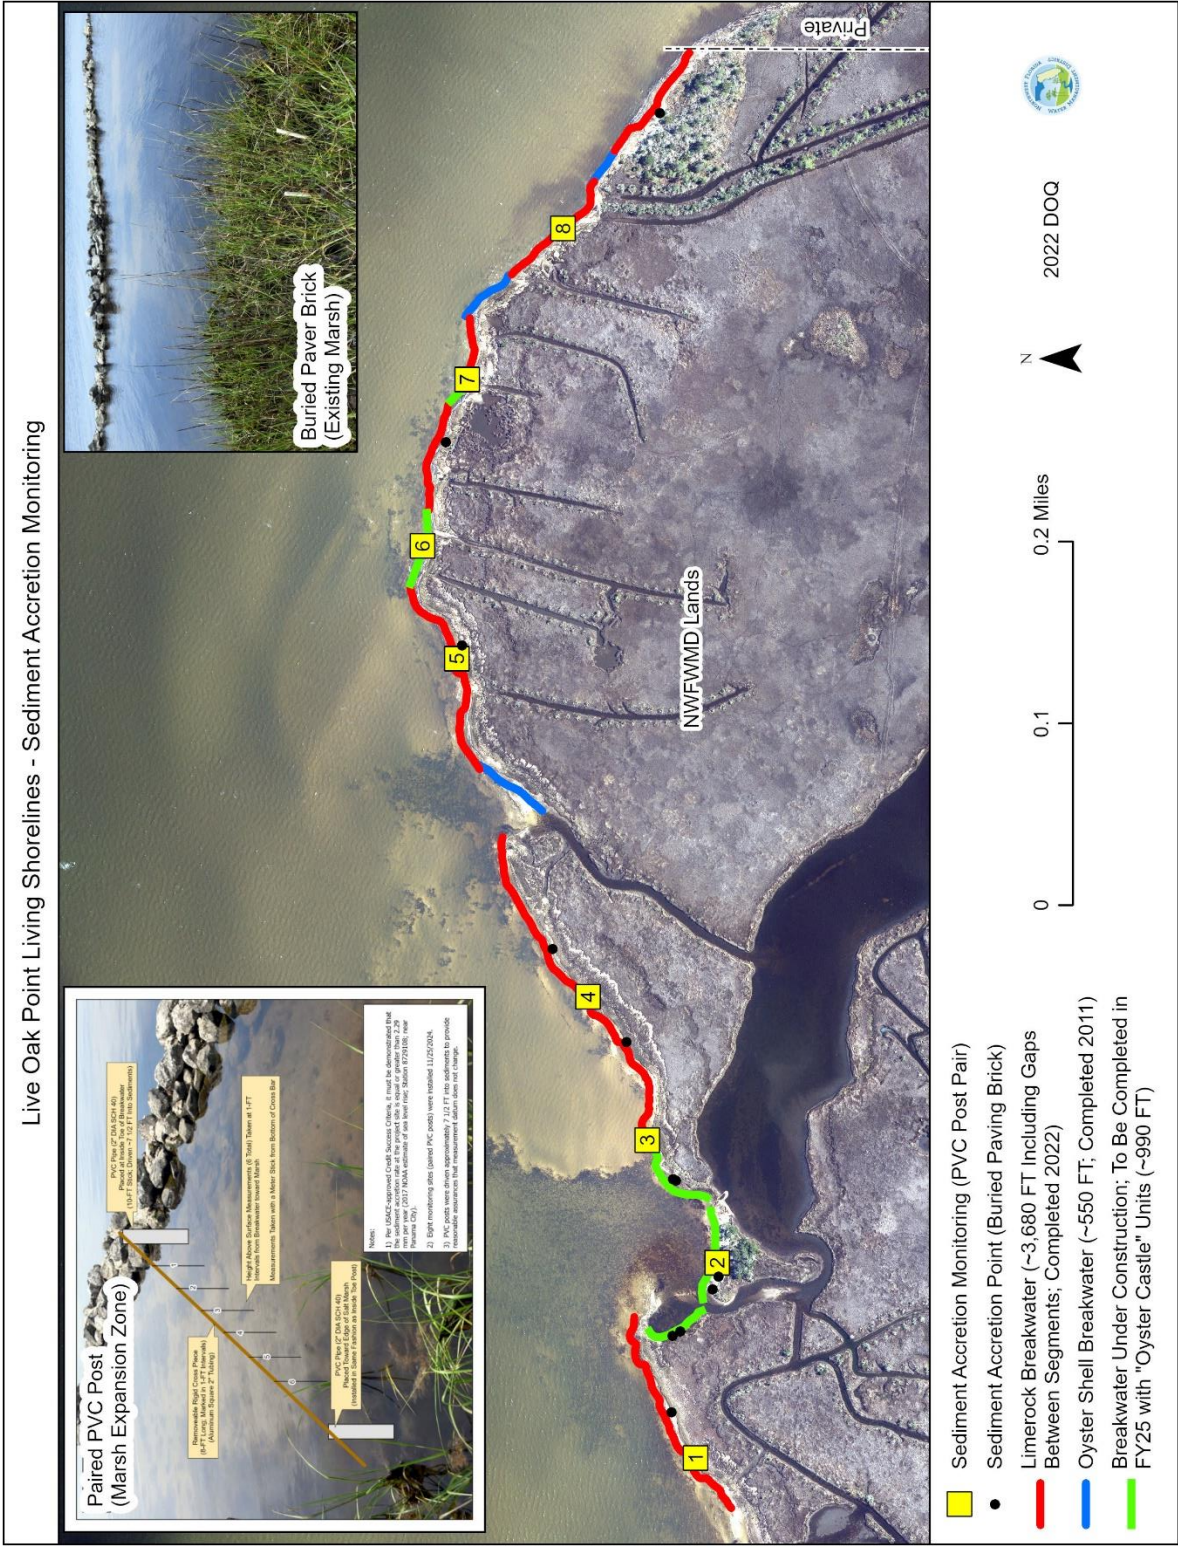 Live Oak Point Living Shorelines - Sediment Accretion Monitoring
Paired PVC Post
(Marsh Expansion Zone)
PVC Pipe (2" DIA SCH 40)
Placed at Inside Toe of Breakwater
(10-FT Stick; Driven ~7 1/2 FT Into Sediments)
Removeable Rigid Cross Piece
(8-FT Long; Marked in 1-FT Intervals)
(Aluminum Square 2" Tubing)
Height Above Surface Measurements (6 Total) Taken at 1-FT
Intervals from Breakwater toward Marsh
Measurements Taken with a Meter Stick from Bottom of Cross Bar
PVC Pipe (2" DIA SCH 40)
Placed Toward Edge of Salt Marsh
(Installed in Same Fashion as Inside Toe Post)
1
2
3
4
5
6
Notes:
1) Per USACE-approved Credit Success Criteria, it must be demonstrated that
the sediment accretion rate at the project site is equal or greater than 2.29
mm per year (2017 NOAA estimate of sea level rise; Station 8729108; near
Panama City).
2) Eight monitoring sites (paired PVC posts) were installed 11/25/2024.
3) PVC posts were driven approximately 7 1/2 FT into sediments to provide
reasonable assurances that measurement datum does not change.
Buried Paver Brick
(Existing Marsh)
1
2
3
4
5
6
7
8
NWFWMD Lands
Private
Sediment Accretion Monitoring (PVC Post Pair)
Sediment Accretion Point (Buried Paving Brick)
Limerock Breakwater (~3,680 FT Including Gaps
Between Segments; Completed 2022)
Oyster Shell Breakwater (~550 FT; Completed 2011)
Breakwater Under Construction; To Be Completed in
FY25 with "Oyster Castle" Units (~990 FT)
0
0.1
0.2 Miles
N
2022 DOQ
NORTHWEST FLORIDA
WATER MANAGEMENT DISTRICT